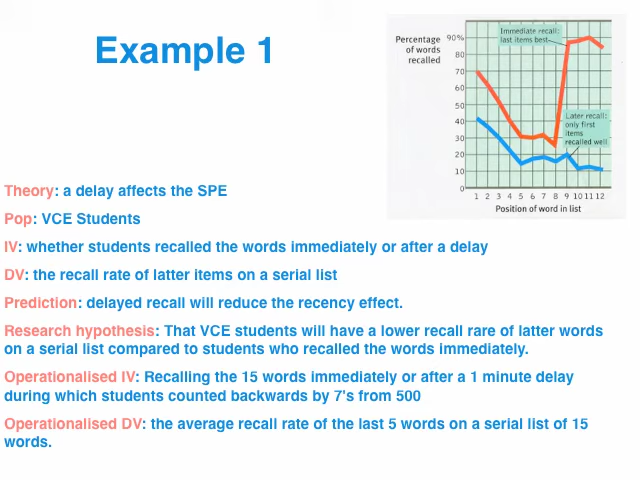 Example 1
Percentage
of words
recalled
90%
80
70
60
50
40
30
20
10
0
Immediate recall:
last items best
Later recall:
only first
items
recalled well
1 2 3 4 5 6 7 8 9 10 11 12
Position of word in list
Theory: a delay affects the SPE
Pop: VCE Students
IV: whether students recalled the words immediately or after a delay
DV: the recall rate of latter items on a serial list
Prediction: delayed recall will reduce the recency effect.
Research hypothesis: That VCE students will have a lower recall rare of latter words
on a serial list compared to students who recalled the words immediately.
Operationalised IV: Recalling the 15 words immediately or after a 1 minute delay
during which students counted backwards by 7's from 500
Operationalised DV: the average recall rate of the last 5 words on a serial list of 15
words.